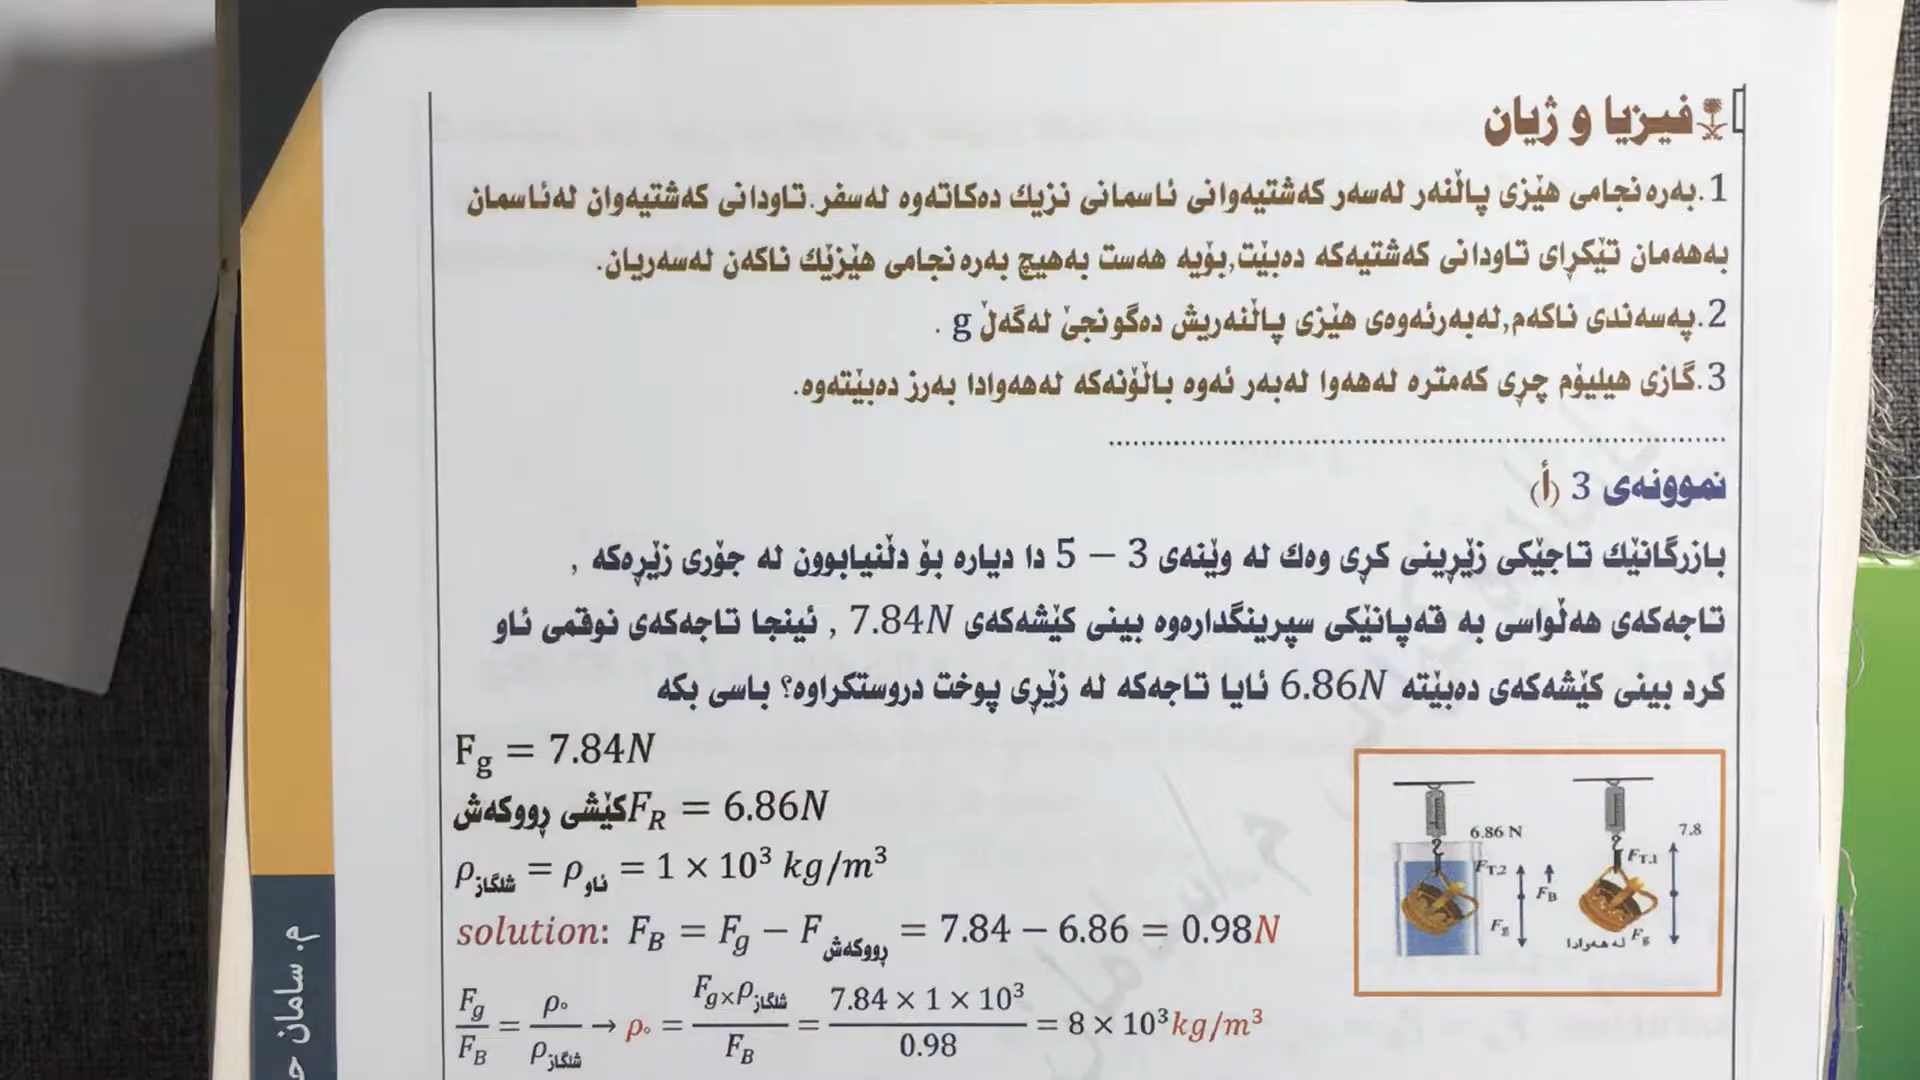 فیزیا و ژیان
1.بەرەنجامی هێزی پاڵنەر لەسەر کەشتیەوانی ئاسمانی نزیك دەکاتەوە لەسفر.تاودانی کەشتیەوان لەئاسمان
بەهەمان تێکڕای تاودانی کەشتیەکە دەبێت,بۆیە هەست بەهیچ بەرەنجامی هێزێك ناکەن لەسەریان.
2.پەسەندی ناکەم,لەبەرئەوەی هێزی پاڵنەریش دەگونجێ لەگەڵ g .
3.گازی هیلیۆم چڕی کەمترە لەهەوا لەبەر ئەوە باڵۆنەکە لەهەوادا بەرز دەبێتەوە.
نموونەی 3 (أ)
بازرگانێك تاجێکی زێڕینی کڕی وەك لە وێنەی 3 – 5 دا دیارە بۆ دڵنیابوون لە جۆری زێڕەکە ,
تاجەکەی هەڵواسی بە قەپانێکی سپرینگدارەوە بینی کێشەکەی 7.84N , ئینجا تاجەکەی نوقمی ئاو
کرد بینی کێشەکەی دەبێتە 6.86N ئایا تاجەکە لە زێڕی پوخت دروستکراوە؟ باسی بکە
Fg = 7.84N
کێشی ڕووکەش FR = 6.86N
ρشلگاز = ρئاو = 1 × 10³ kg/m³
solution: FB = Fg − Fڕووکەش = 7.84 − 6.86 = 0.98N
Fg/FB = ρ∘/ρشلگاز → ρ∘ = Fg×ρشلگاز/FB = 7.84 × 1 × 10³/0.98 = 8 × 10³kg/m³
6.86 N
7.8
FT.2
FB
Fg
FT.1
Fg
لە هەوادا
م. سامان ح